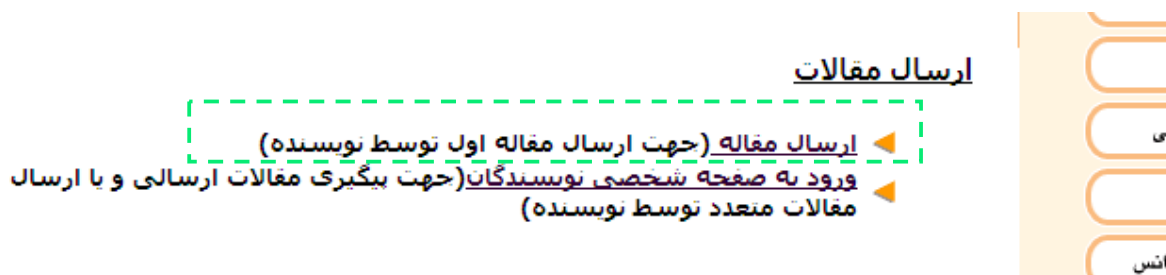 ارسال مقالات
ارسال مقاله (جهت ارسال مقاله اول توسط نویسنده)
ورود به صفحه شخصی نویسندگان(جهت پیگیری مقالات ارسالی و یا ارسال
مقالات متعدد توسط نویسنده)